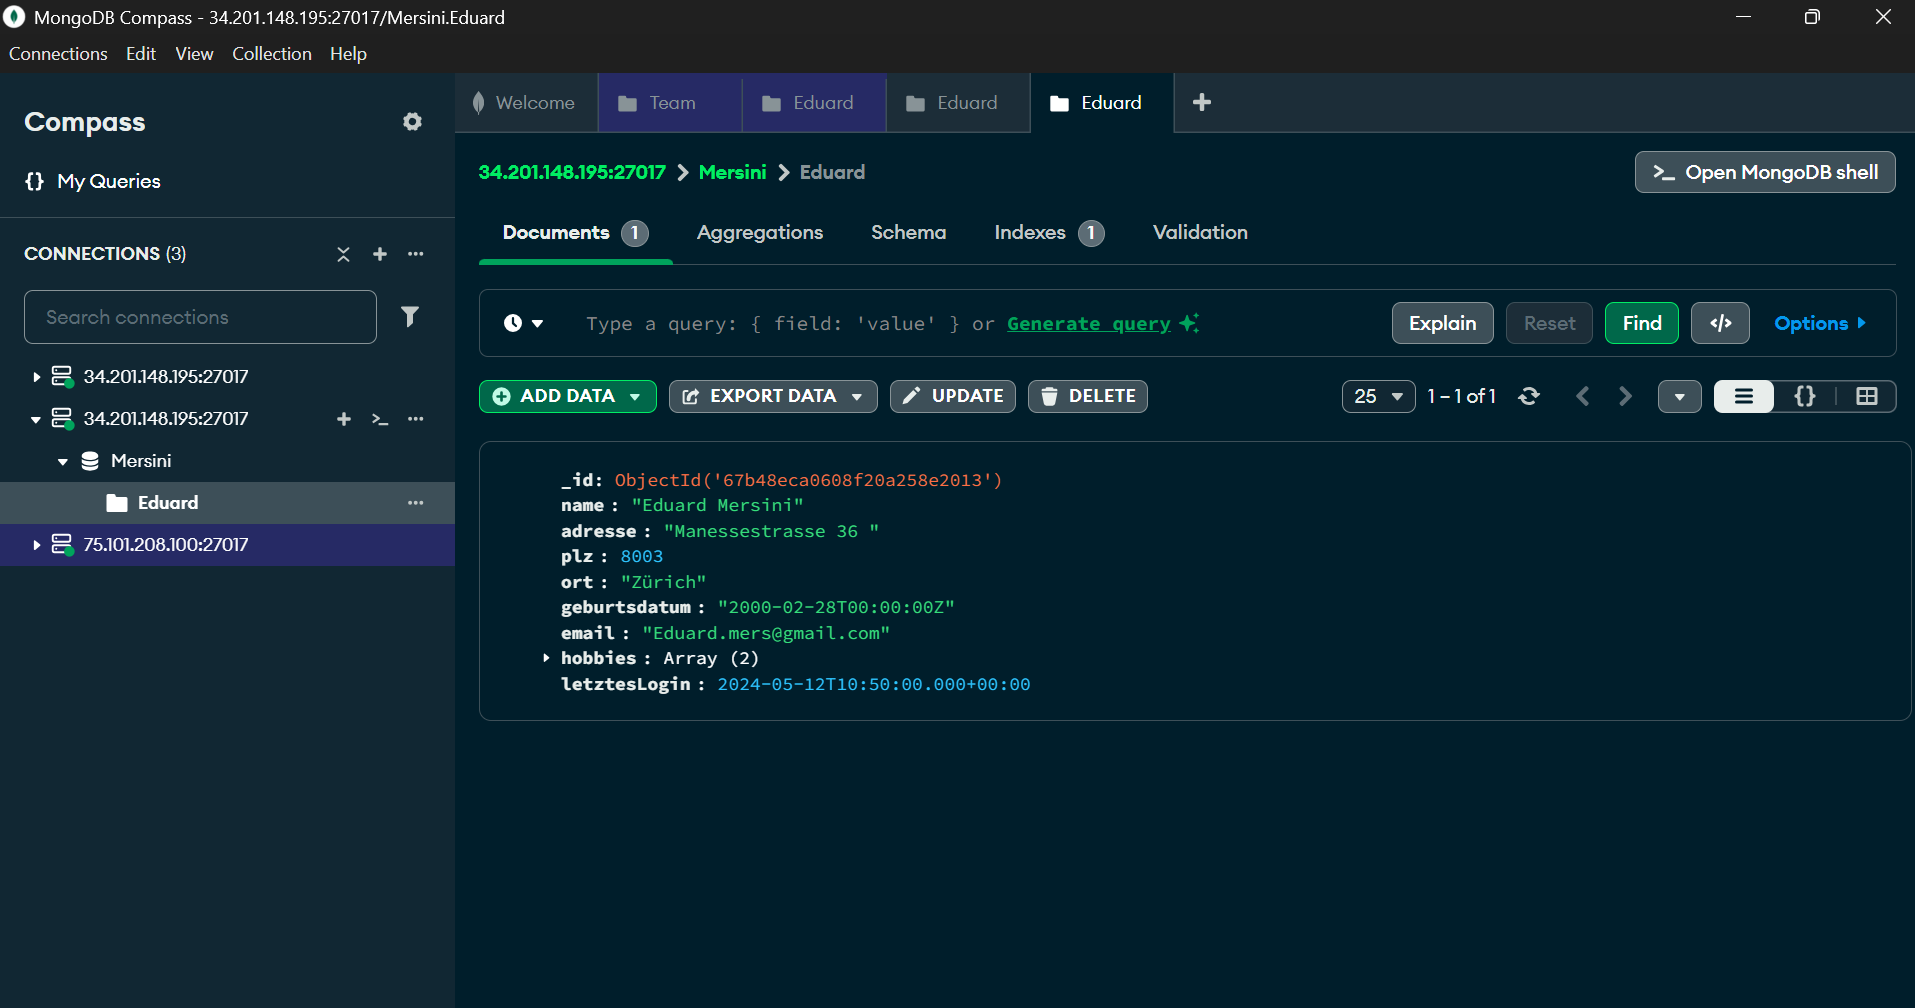 MongoDB Compass - 34.201.148.195:27017/Mersini.Eduard
Connections Edit View Collection Help
Compass
{} My Queries
CONNECTIONS (3)
Search connections
34.201.148.195:27017
34.201.148.195:27017
Mersini
Eduard
75.101.208.100:27017
Welcome Team Eduard Eduard Eduard
34.201.148.195:27017 > Mersini > Eduard
>_ Open MongoDB shell
Documents 1 Aggregations Schema Indexes 1 Validation
Type a query: { field: 'value' } or Generate query
Explain Reset Find </> Options
ADD DATA EXPORT DATA UPDATE DELETE
25 1–1 of 1 {}
_id: ObjectId('67b48eca0608f20a258e2013')
name : "Eduard Mersini"
adresse : "Manessestrasse 36 "
plz : 8003
ort : "Zürich"
geburtsdatum : "2000-02-28T00:00:00Z"
email : "Eduard.mers@gmail.com"
hobbies : Array (2)
letztesLogin : 2024-05-12T10:50:00.000+00:00